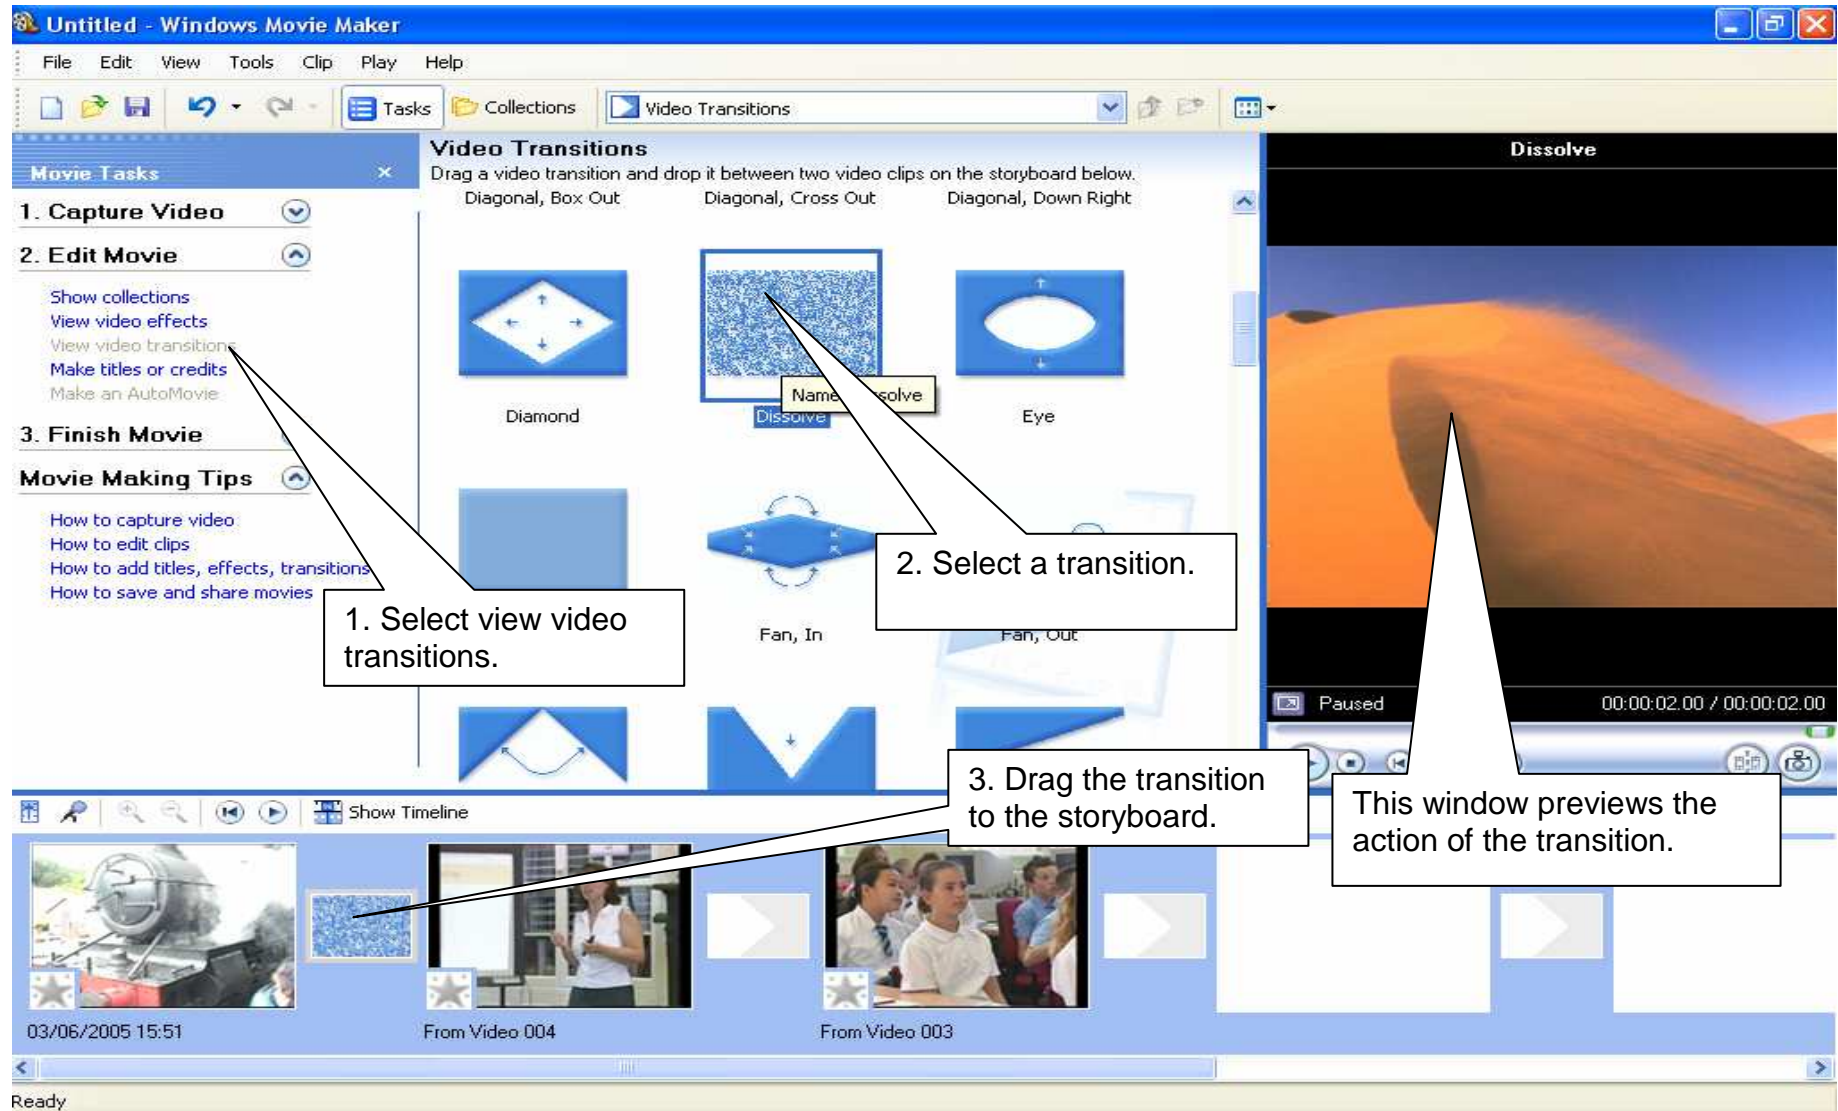 Untitled - Windows Movie Maker
File Edit View Tools Clip Play Help
Tasks Collections Video Transitions
Movie Tasks
1. Capture Video
2. Edit Movie
Show collections
View video effects
View video transitions
Make titles or credits
Make an AutoMovie
3. Finish Movie
Movie Making Tips
How to capture video
How to edit clips
How to add titles, effects, transitions
How to save and share movies
1. Select view video
transitions.
Video Transitions
Drag a video transition and drop it between two video clips on the storyboard below.
Diagonal, Box Out Diagonal, Cross Out Diagonal, Down Right
Name solve
Diamond Dissolve Eye
2. Select a transition.
Fan, In Fan, Out
3. Drag the transition
to the storyboard.
Dissolve
Paused 00:00:02.00 / 00:00:02.00
This window previews the
action of the transition.
Show Timeline
03/06/2005 15:51 From Video 004 From Video 003
Ready